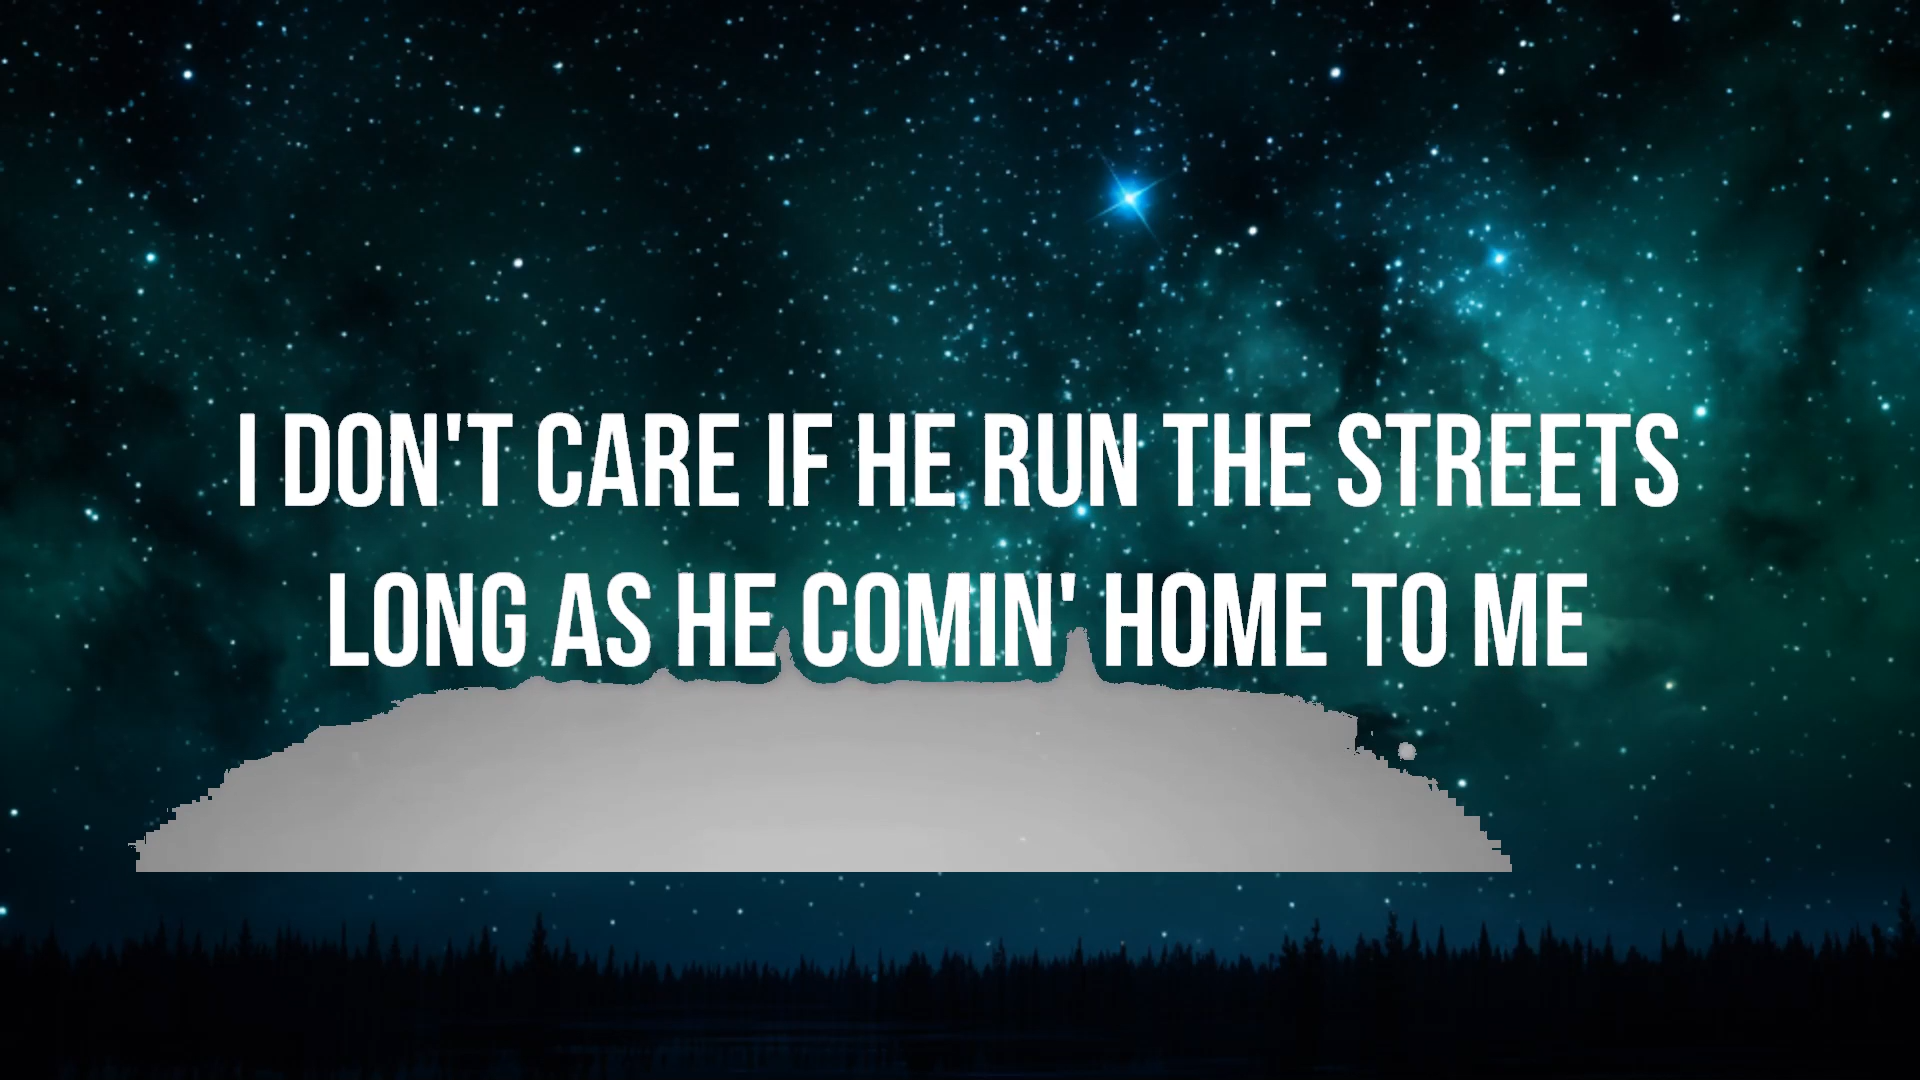 I DON'T CARE IF HE RUN THE STREETS
LONG AS HE COMIN' HOME TO ME